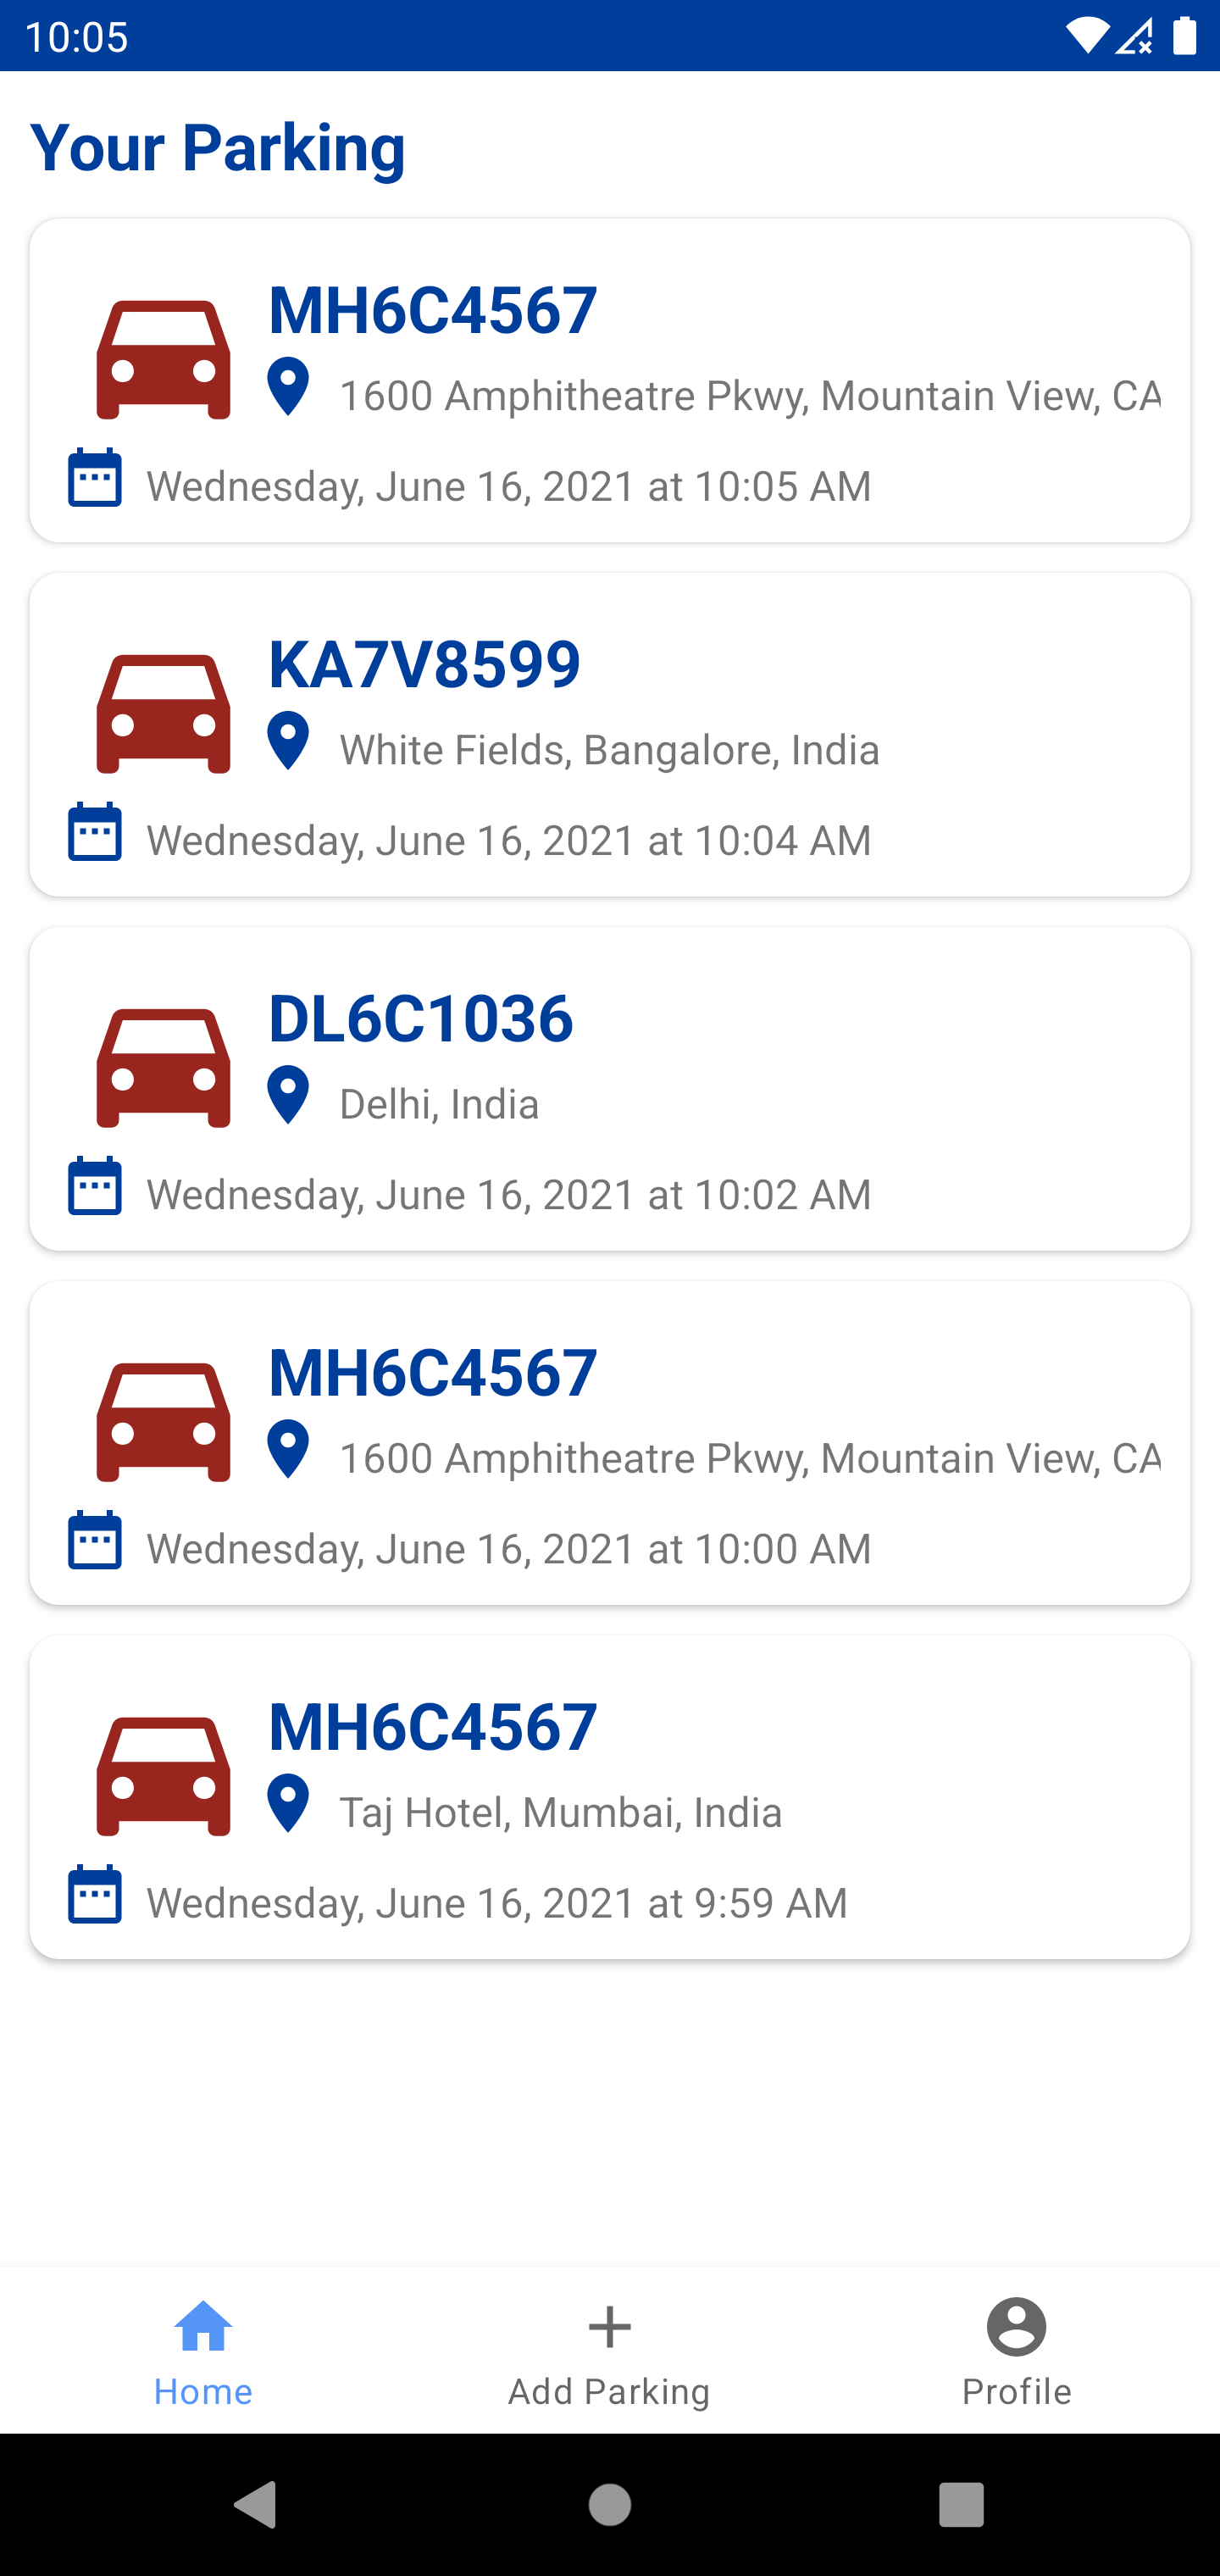 10:05
Your Parking
MH6C4567
1600 Amphitheatre Pkwy, Mountain View, CA
Wednesday, June 16, 2021 at 10:05 AM
KA7V8599
White Fields, Bangalore, India
Wednesday, June 16, 2021 at 10:04 AM
DL6C1036
Delhi, India
Wednesday, June 16, 2021 at 10:02 AM
MH6C4567
1600 Amphitheatre Pkwy, Mountain View, CA
Wednesday, June 16, 2021 at 10:00 AM
MH6C4567
Taj Hotel, Mumbai, India
Wednesday, June 16, 2021 at 9:59 AM
Home
Add Parking
Profile